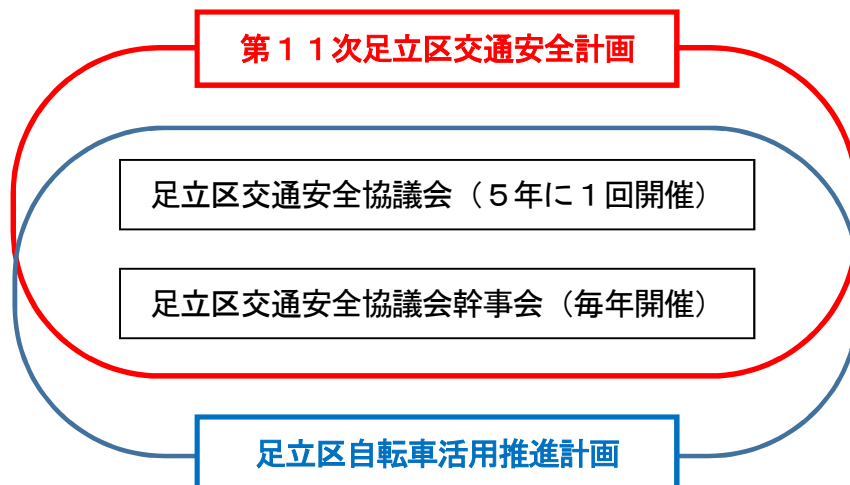 第１１次足立区交通安全計画
足立区交通安全協議会（５年に１回開催）
足立区交通安全協議会幹事会（毎年開催）
足立区自転車活用推進計画